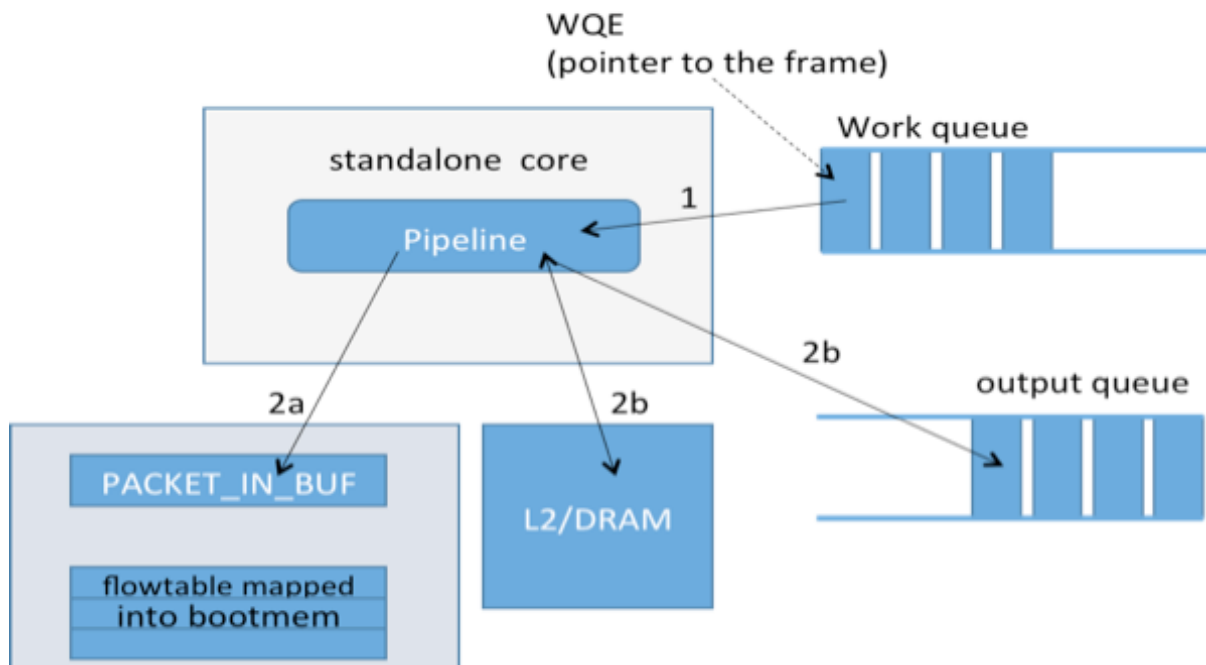 WQE
(pointer to the frame)
Work queue
standalone core
1
Pipeline
2b
output queue
2a
2b
PACKET_IN_BUF
L2/DRAM
flowtable mapped
into bootmem